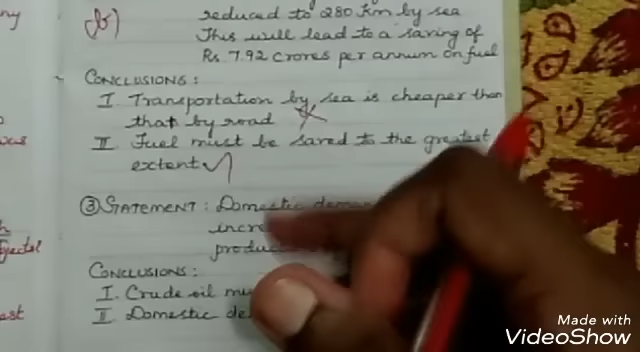 ny
(b)
reduced to 280 Km by sea
This will lead to a saving of
Rs. 7.92 crores per annum on fuel
CONCLUSIONS:
I. Transportation by sea is cheaper than
that by road
II. Fuel must be saved to the greatest
extent
③ STATEMENT: Domestic
CONCLUSIONS:
I. Crude oil
II. Domestic
Made with
VideoShow